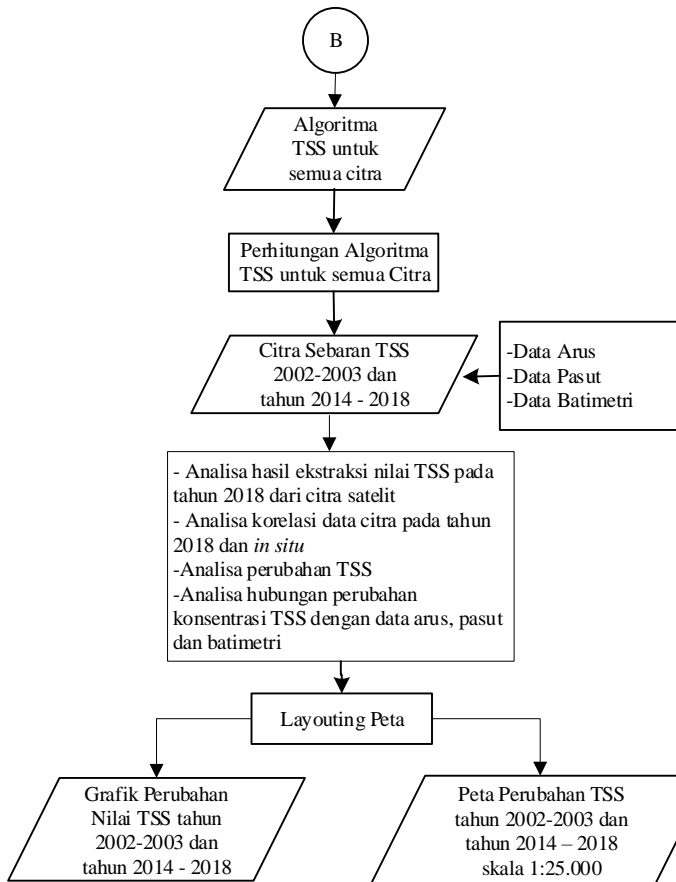 B
Algoritma
TSS untuk
semua citra
Perhitungan Algoritma
TSS untuk semua Citra
Citra Sebaran TSS
2002-2003 dan
tahun 2014 - 2018
-Data Arus
-Data Pasut
-Data Batimetri
- Analisa hasil ekstraksi nilai TSS pada
tahun 2018 dari citra satelit
- Analisa korelasi data citra pada tahun
2018 dan in situ
-Analisa perubahan TSS
-Analisa hubungan perubahan
konsentrasi TSS dengan data arus, pasut
dan batimetri
Layouting Peta
Grafik Perubahan
Nilai TSS tahun
2002-2003 dan
tahun 2014 - 2018
Peta Perubahan TSS
tahun 2002-2003 dan
tahun 2014 – 2018
skala 1:25.000